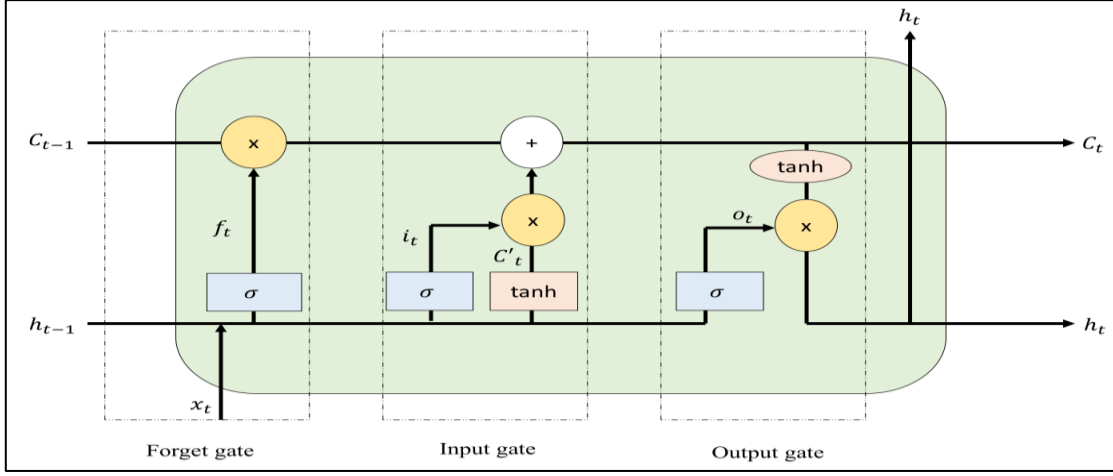 h_t
C_{t-1}
x
+
C_t
tanh
f_t
i_t
x
o_t
x
C'_t
σ
σ
tanh
σ
h_{t-1}
h_t
x_t
Forget gate
Input gate
Output gate